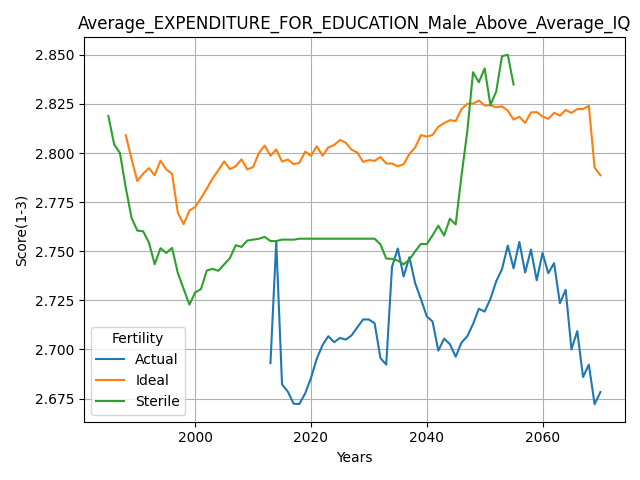 Average_EXPENDITURE_FOR_EDUCATION_Male_Above_Average_IQ
2.850
2.825
2.800
2.775
2.750
2.725
2.700
2.675
Score(1-3)
Fertility
Actual
Ideal
Sterile
2000 2020 2040 2060
Years